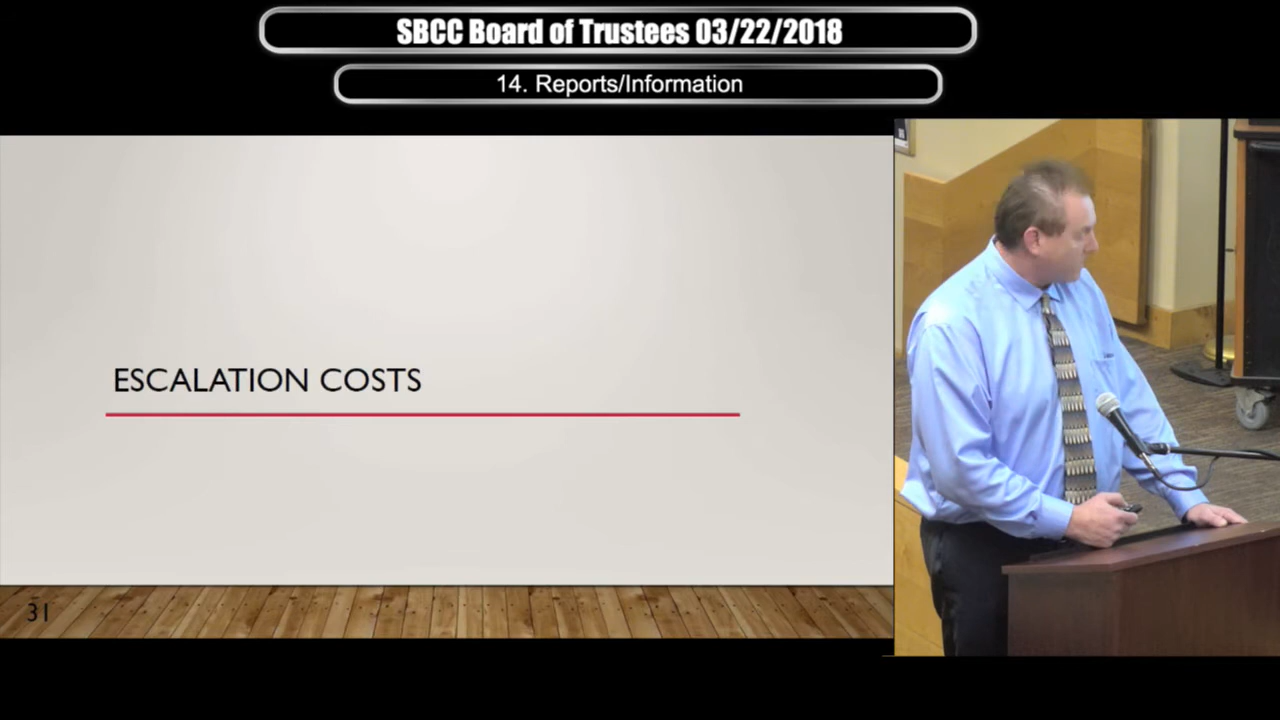 SBCC Board of Trustees 03/22/2018
14. Reports/Information
ESCALATION COSTS
31